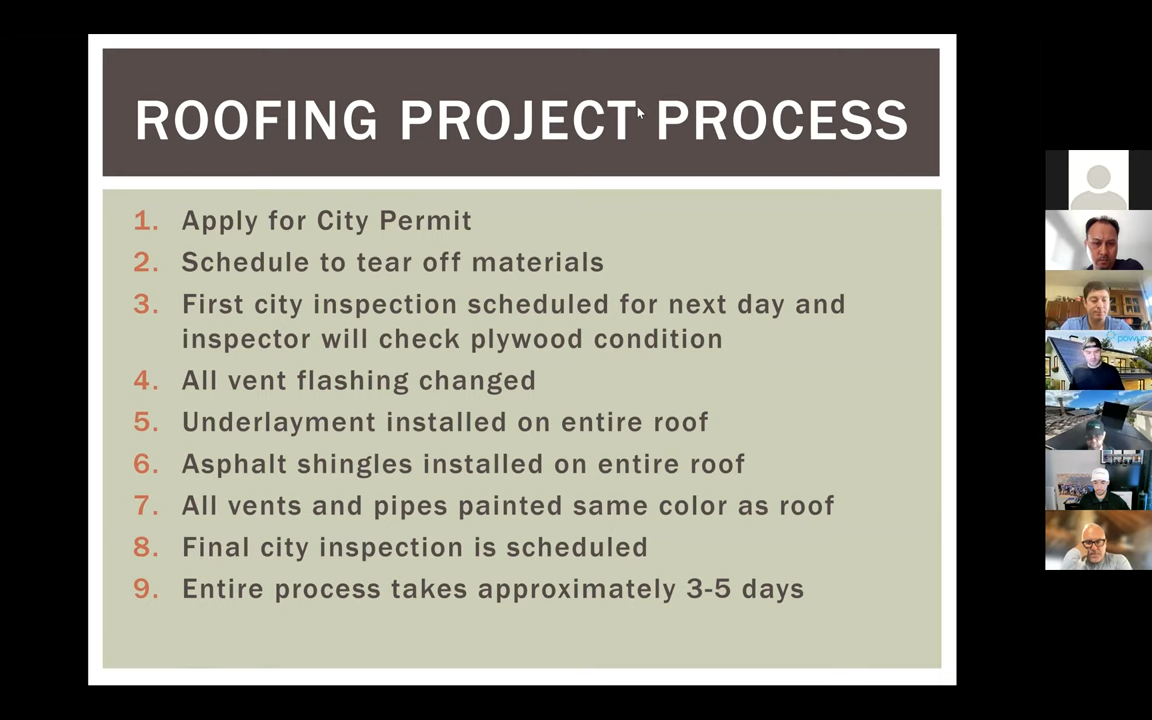 ROOFING PROJECT PROCESS
1. Apply for City Permit
2. Schedule to tear off materials
3. First city inspection scheduled for next day and
inspector will check plywood condition
4. All vent flashing changed
5. Underlayment installed on entire roof
6. Asphalt shingles installed on entire roof
7. All vents and pipes painted same color as roof
8. Final city inspection is scheduled
9. Entire process takes approximately 3-5 days